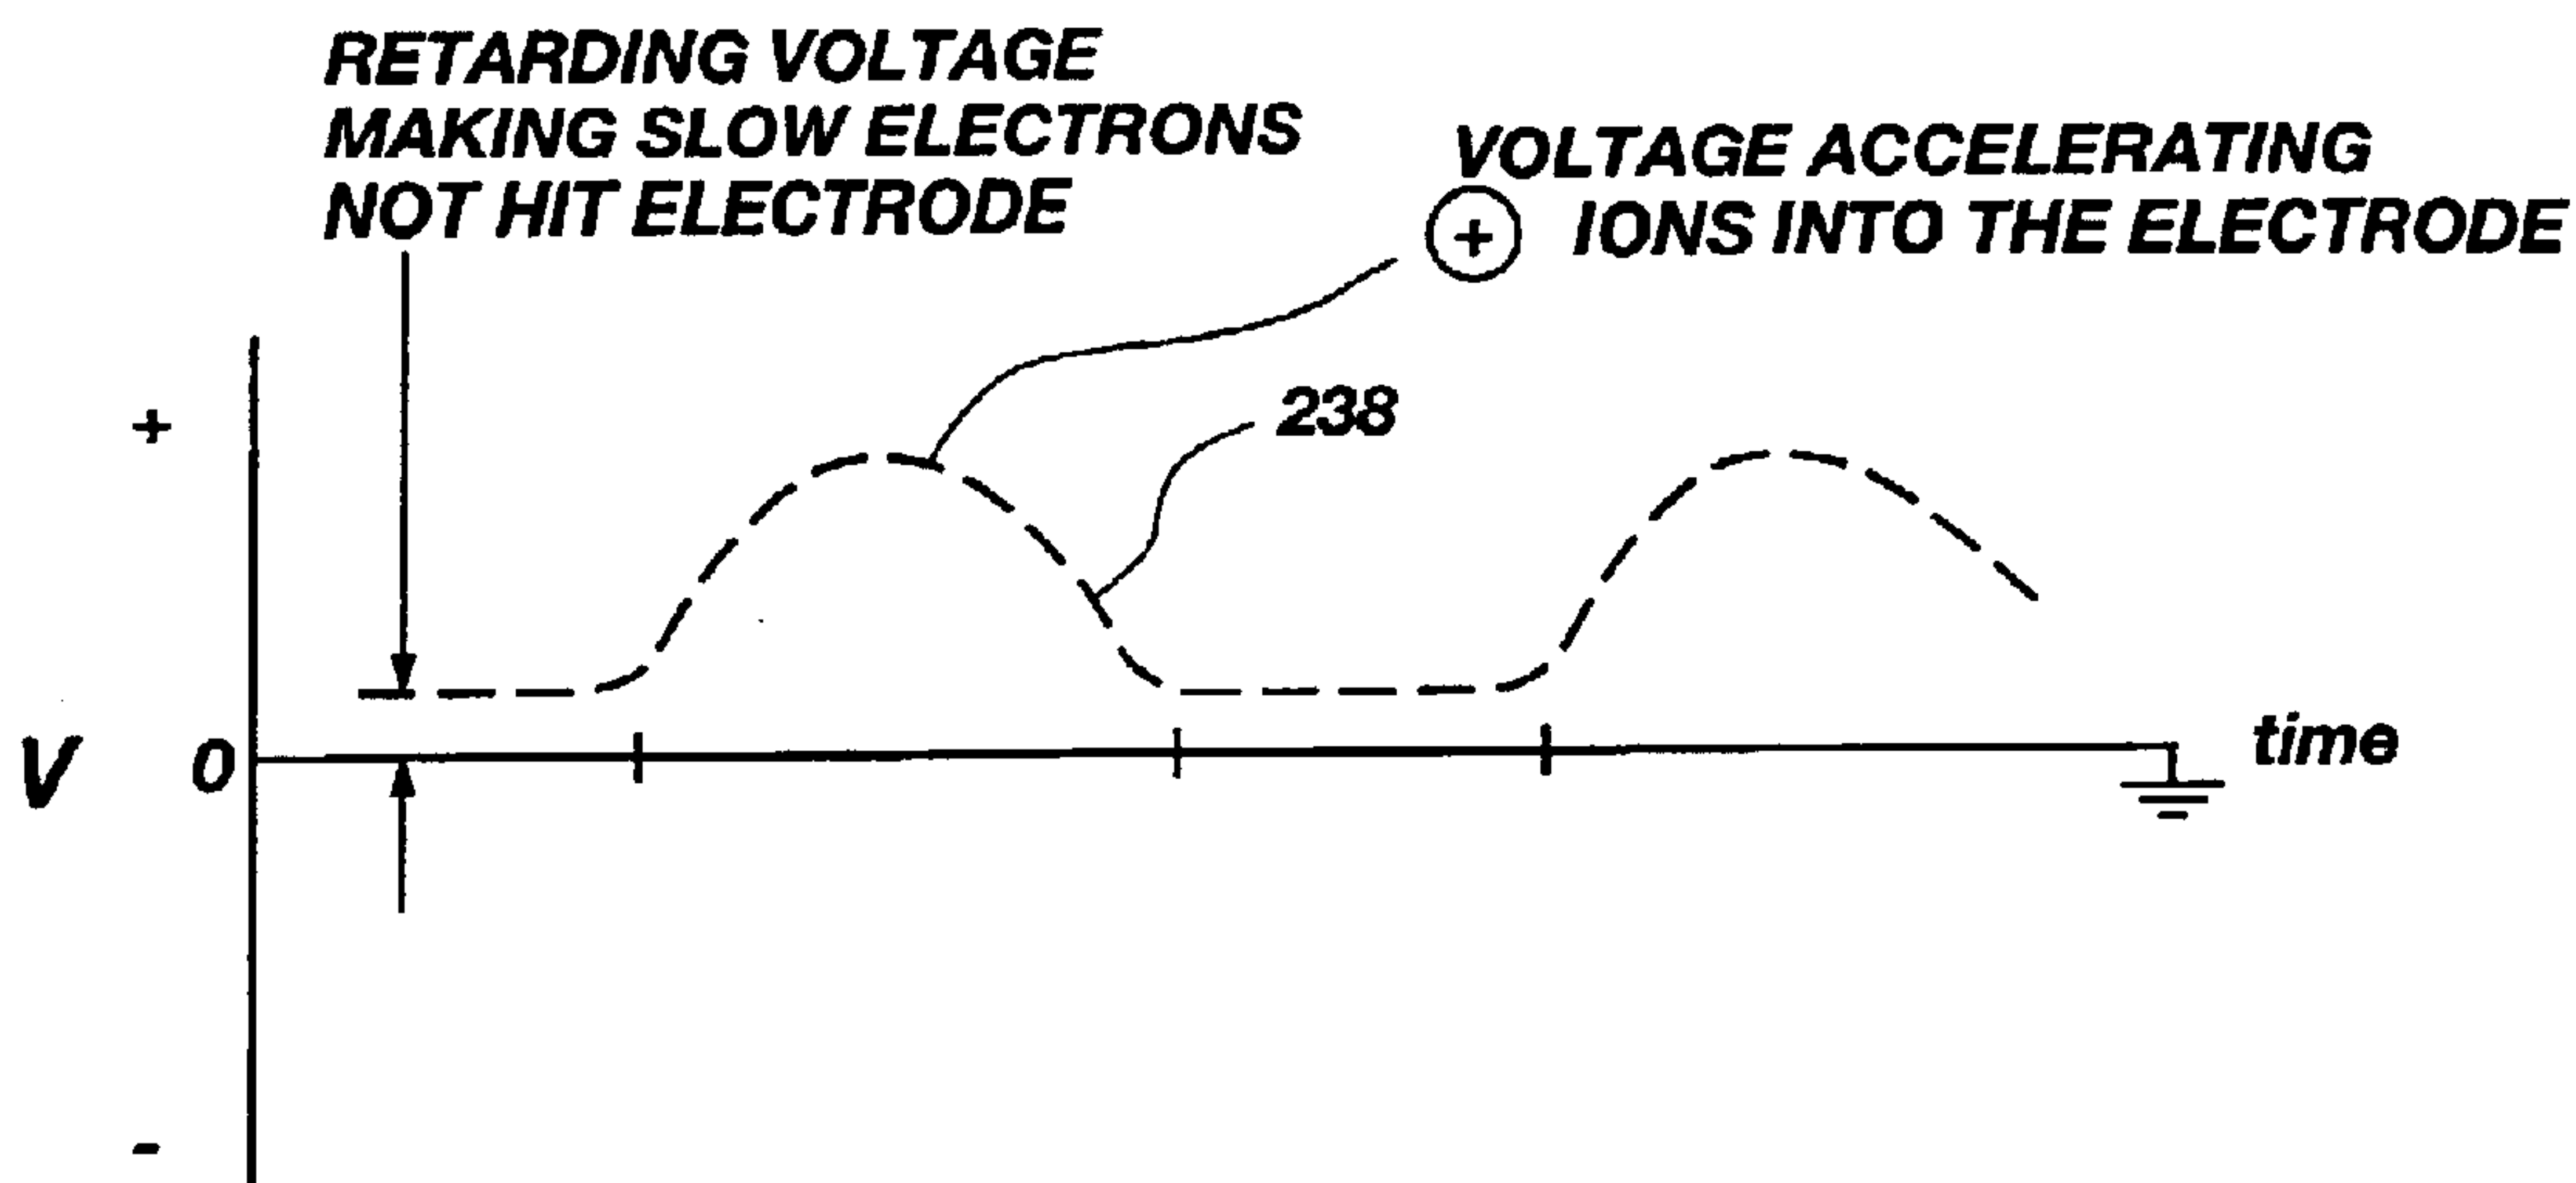 RETARDING VOLTAGE
MAKING SLOW ELECTRONS
NOT HIT ELECTRODE
VOLTAGE ACCELERATING
+ IONS INTO THE ELECTRODE
238
+
V 0
time
-